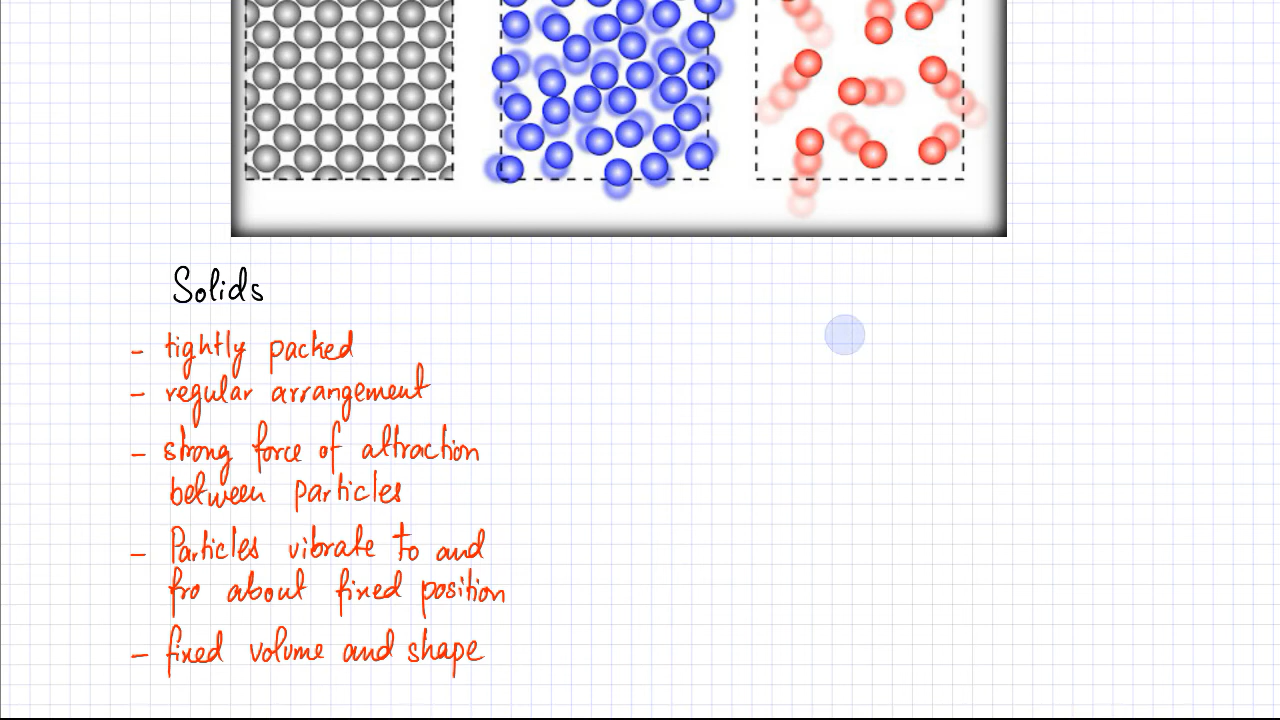 Solids
- tightly packed
- regular arrangement
- strong force of attraction
between particles
- Particles vibrate to and
fro about fixed position
- fixed volume and shape